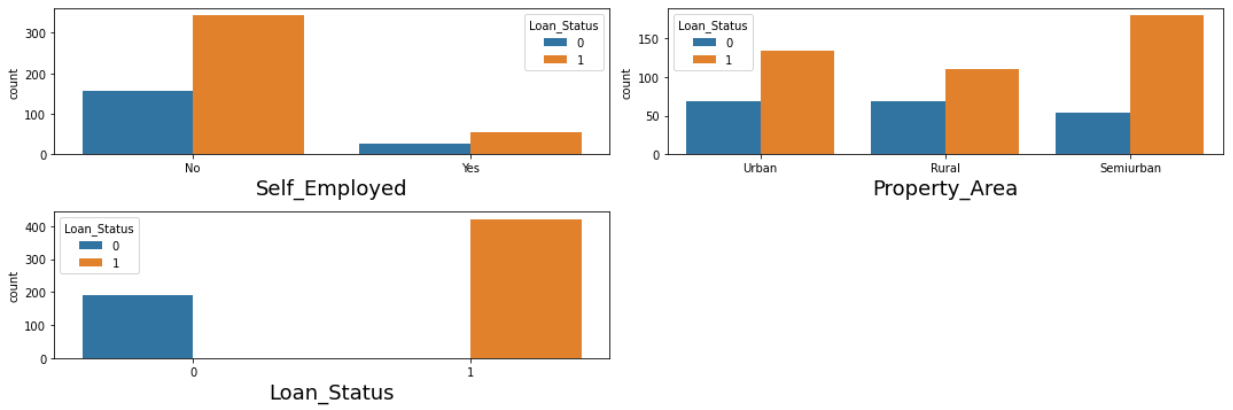 300
200
100
0
count
Loan_Status
0
1
No
Yes
Self_Employed
150
100
50
0
count
Loan_Status
0
1
Urban
Rural
Semiurban
Property_Area
400
300
200
100
0
count
Loan_Status
0
1
0
1
Loan_Status